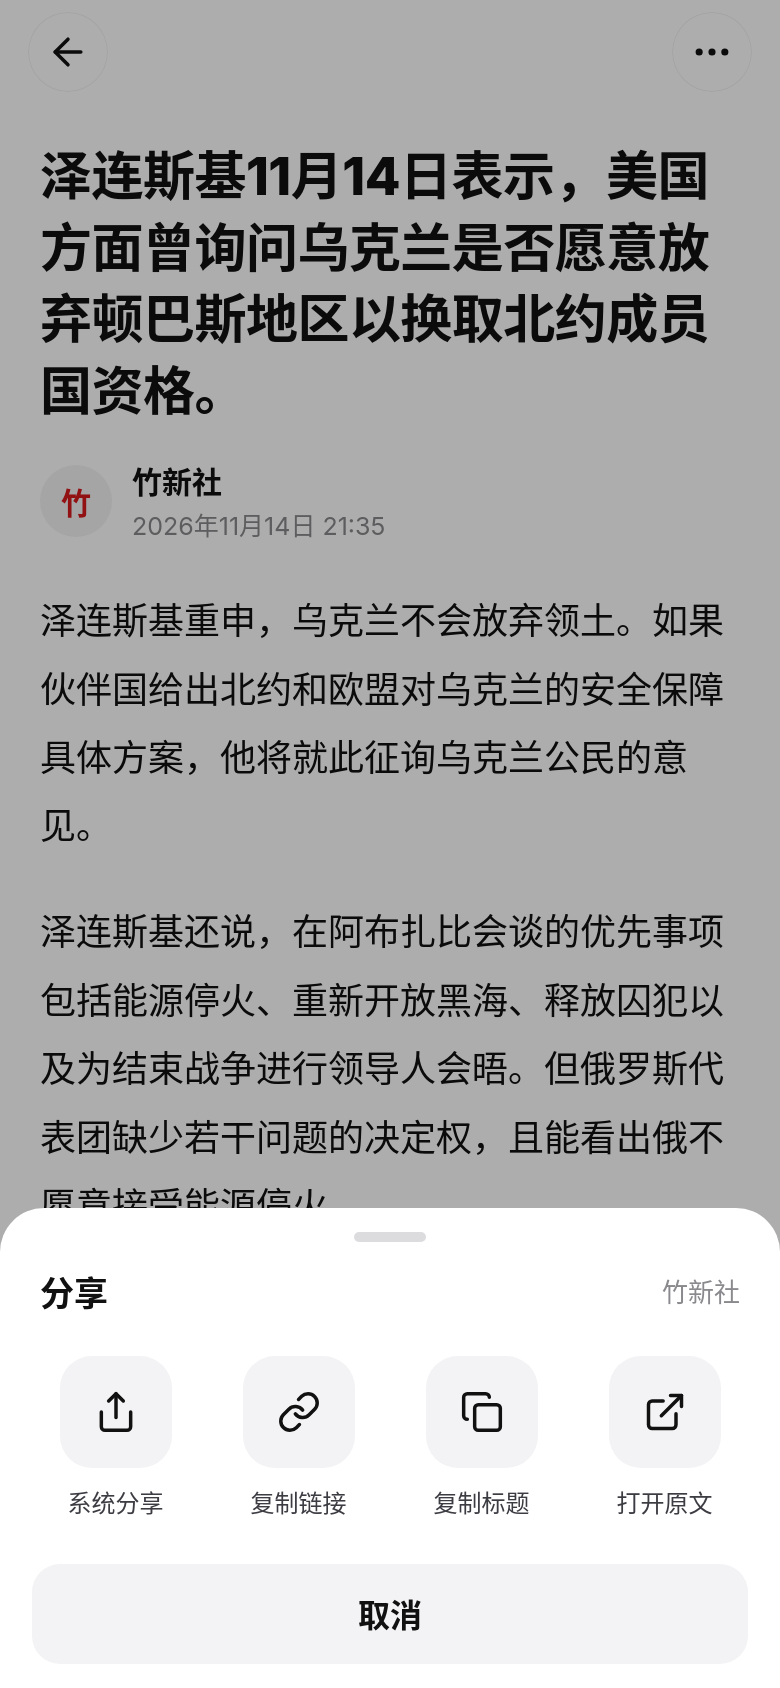 泽连斯基11月14日表示，美国
方面曾询问乌克兰是否愿意放
弃顿巴斯地区以换取北约成员
国资格。
竹
竹新社
2026年11月14日 21:35
泽连斯基重申，乌克兰不会放弃领土。如果
伙伴国给出北约和欧盟对乌克兰的安全保障
具体方案，他将就此征询乌克兰公民的意
见。
泽连斯基还说，在阿布扎比会谈的优先事项
包括能源停火、重新开放黑海、释放囚犯以
及为结束战争进行领导人会晤。但俄罗斯代
表团缺少若干问题的决定权，且能看出俄不
愿意接受能源停火
分享
竹新社
系统分享
复制链接
复制标题
打开原文
取消